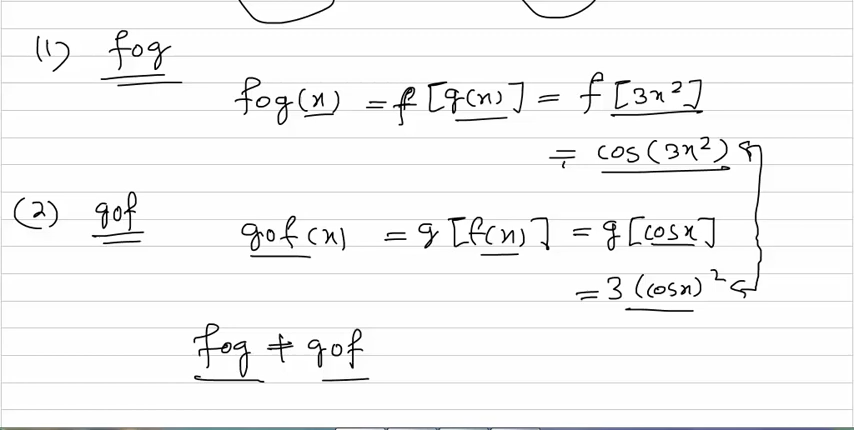 (1) fog
fog(x) = f[g(x)] = f[3x²]
= cos(3x²)
(2) gof
gof(x) = g[f(x)] = g[cosx]
= 3(cosx)²
fog ≠ gof